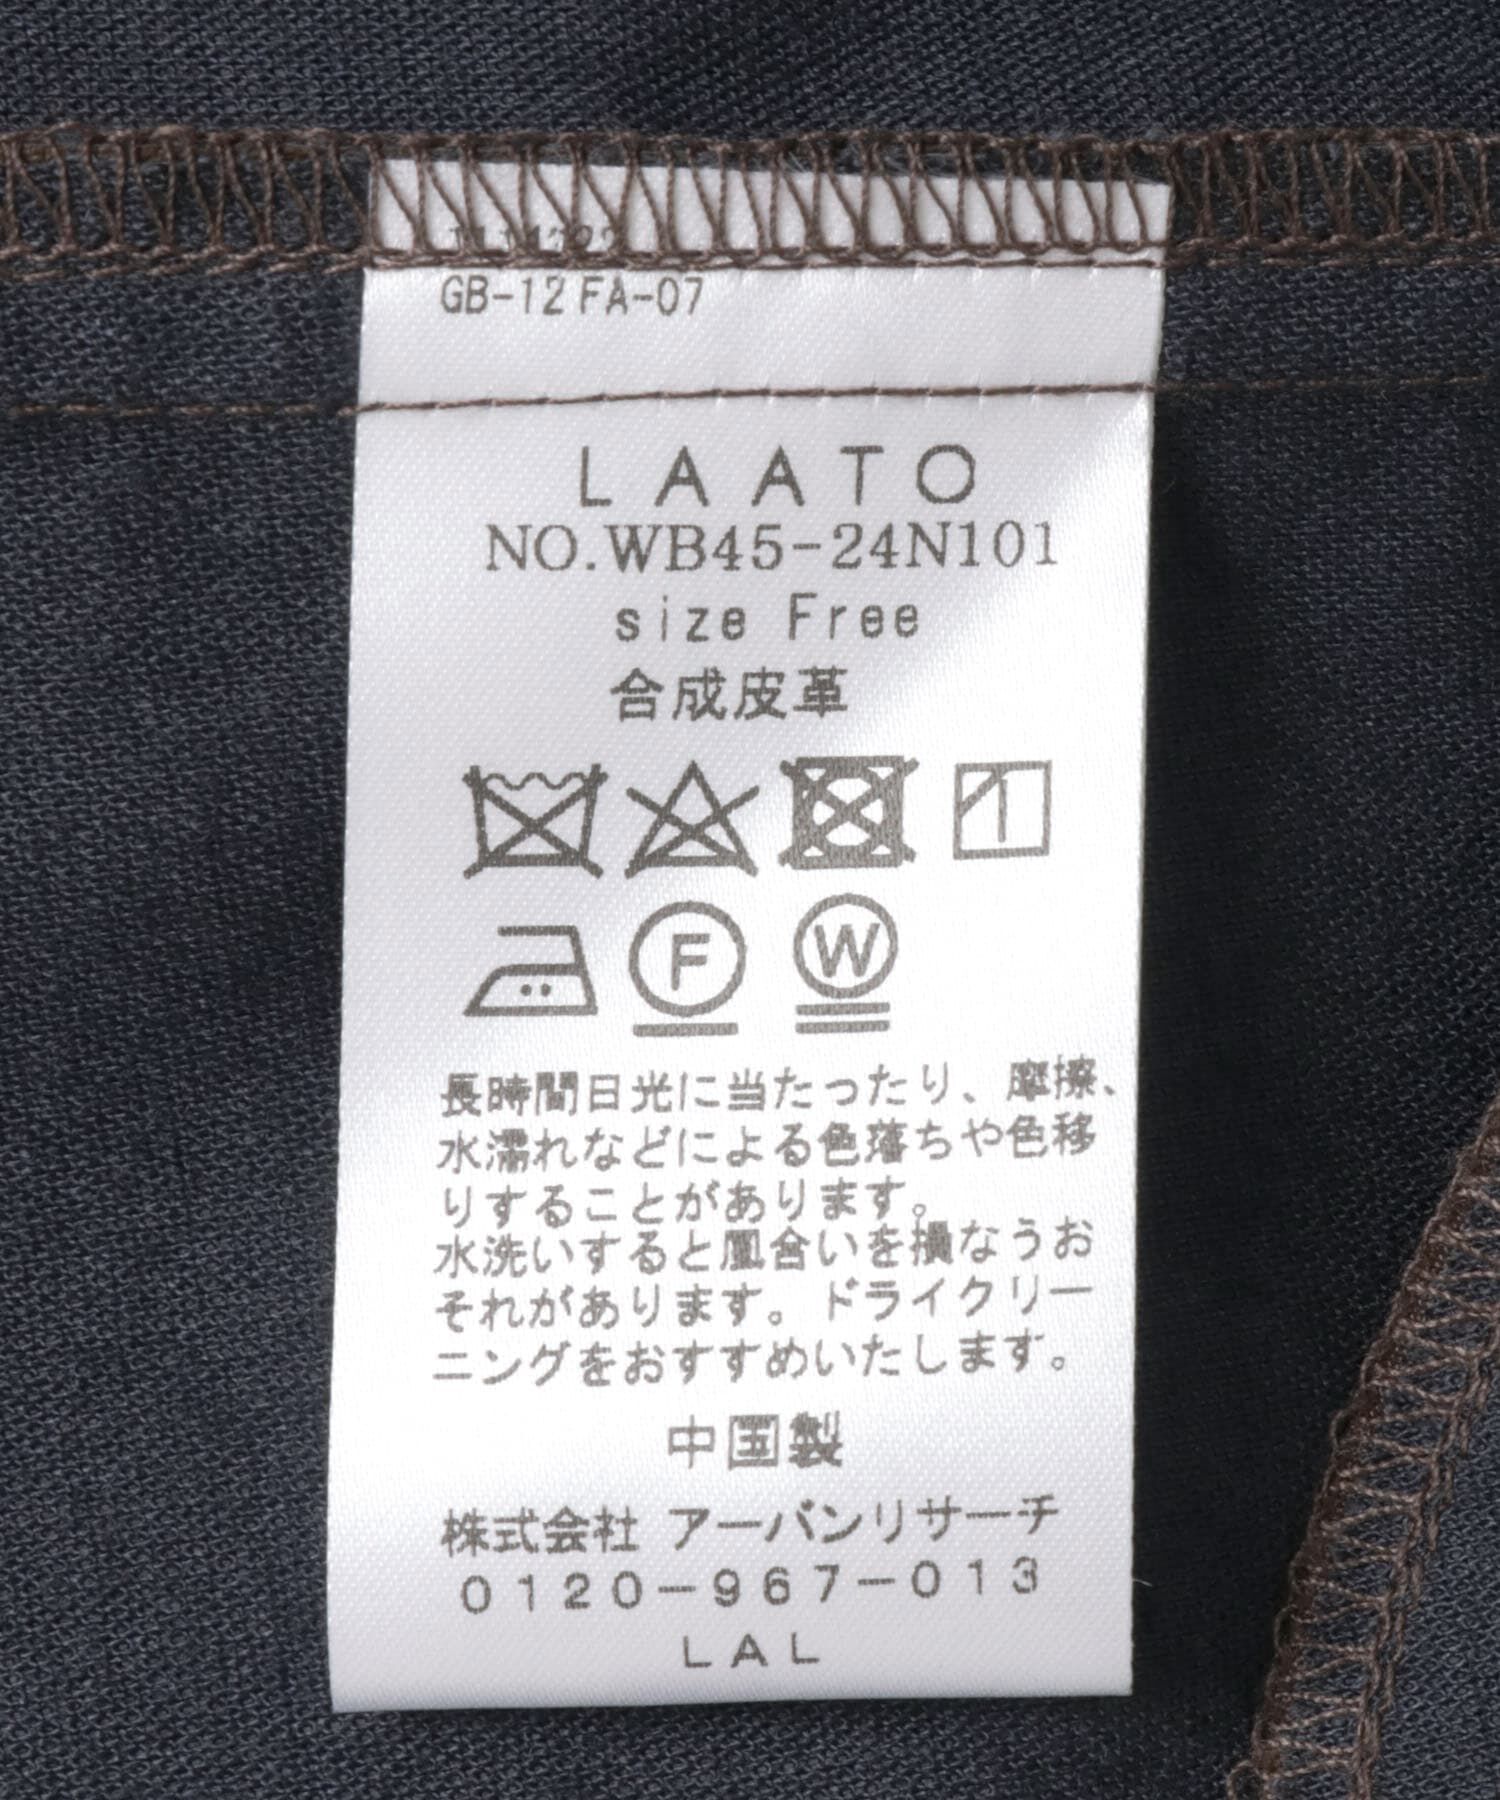 GB-12 FA-07
LAATO
NO.WB45-24N101
size Free
合成皮革
F W
長時間日光に当たったり、摩擦、
水濡れなどによる色落ちや色移
りすることがあります。
水洗いすると風合いを損なうお
それがあります。ドライクリー
ニングをおすすめいたします。
中国製
株式会社 アーバンリサーチ
0120-967-013
LAL